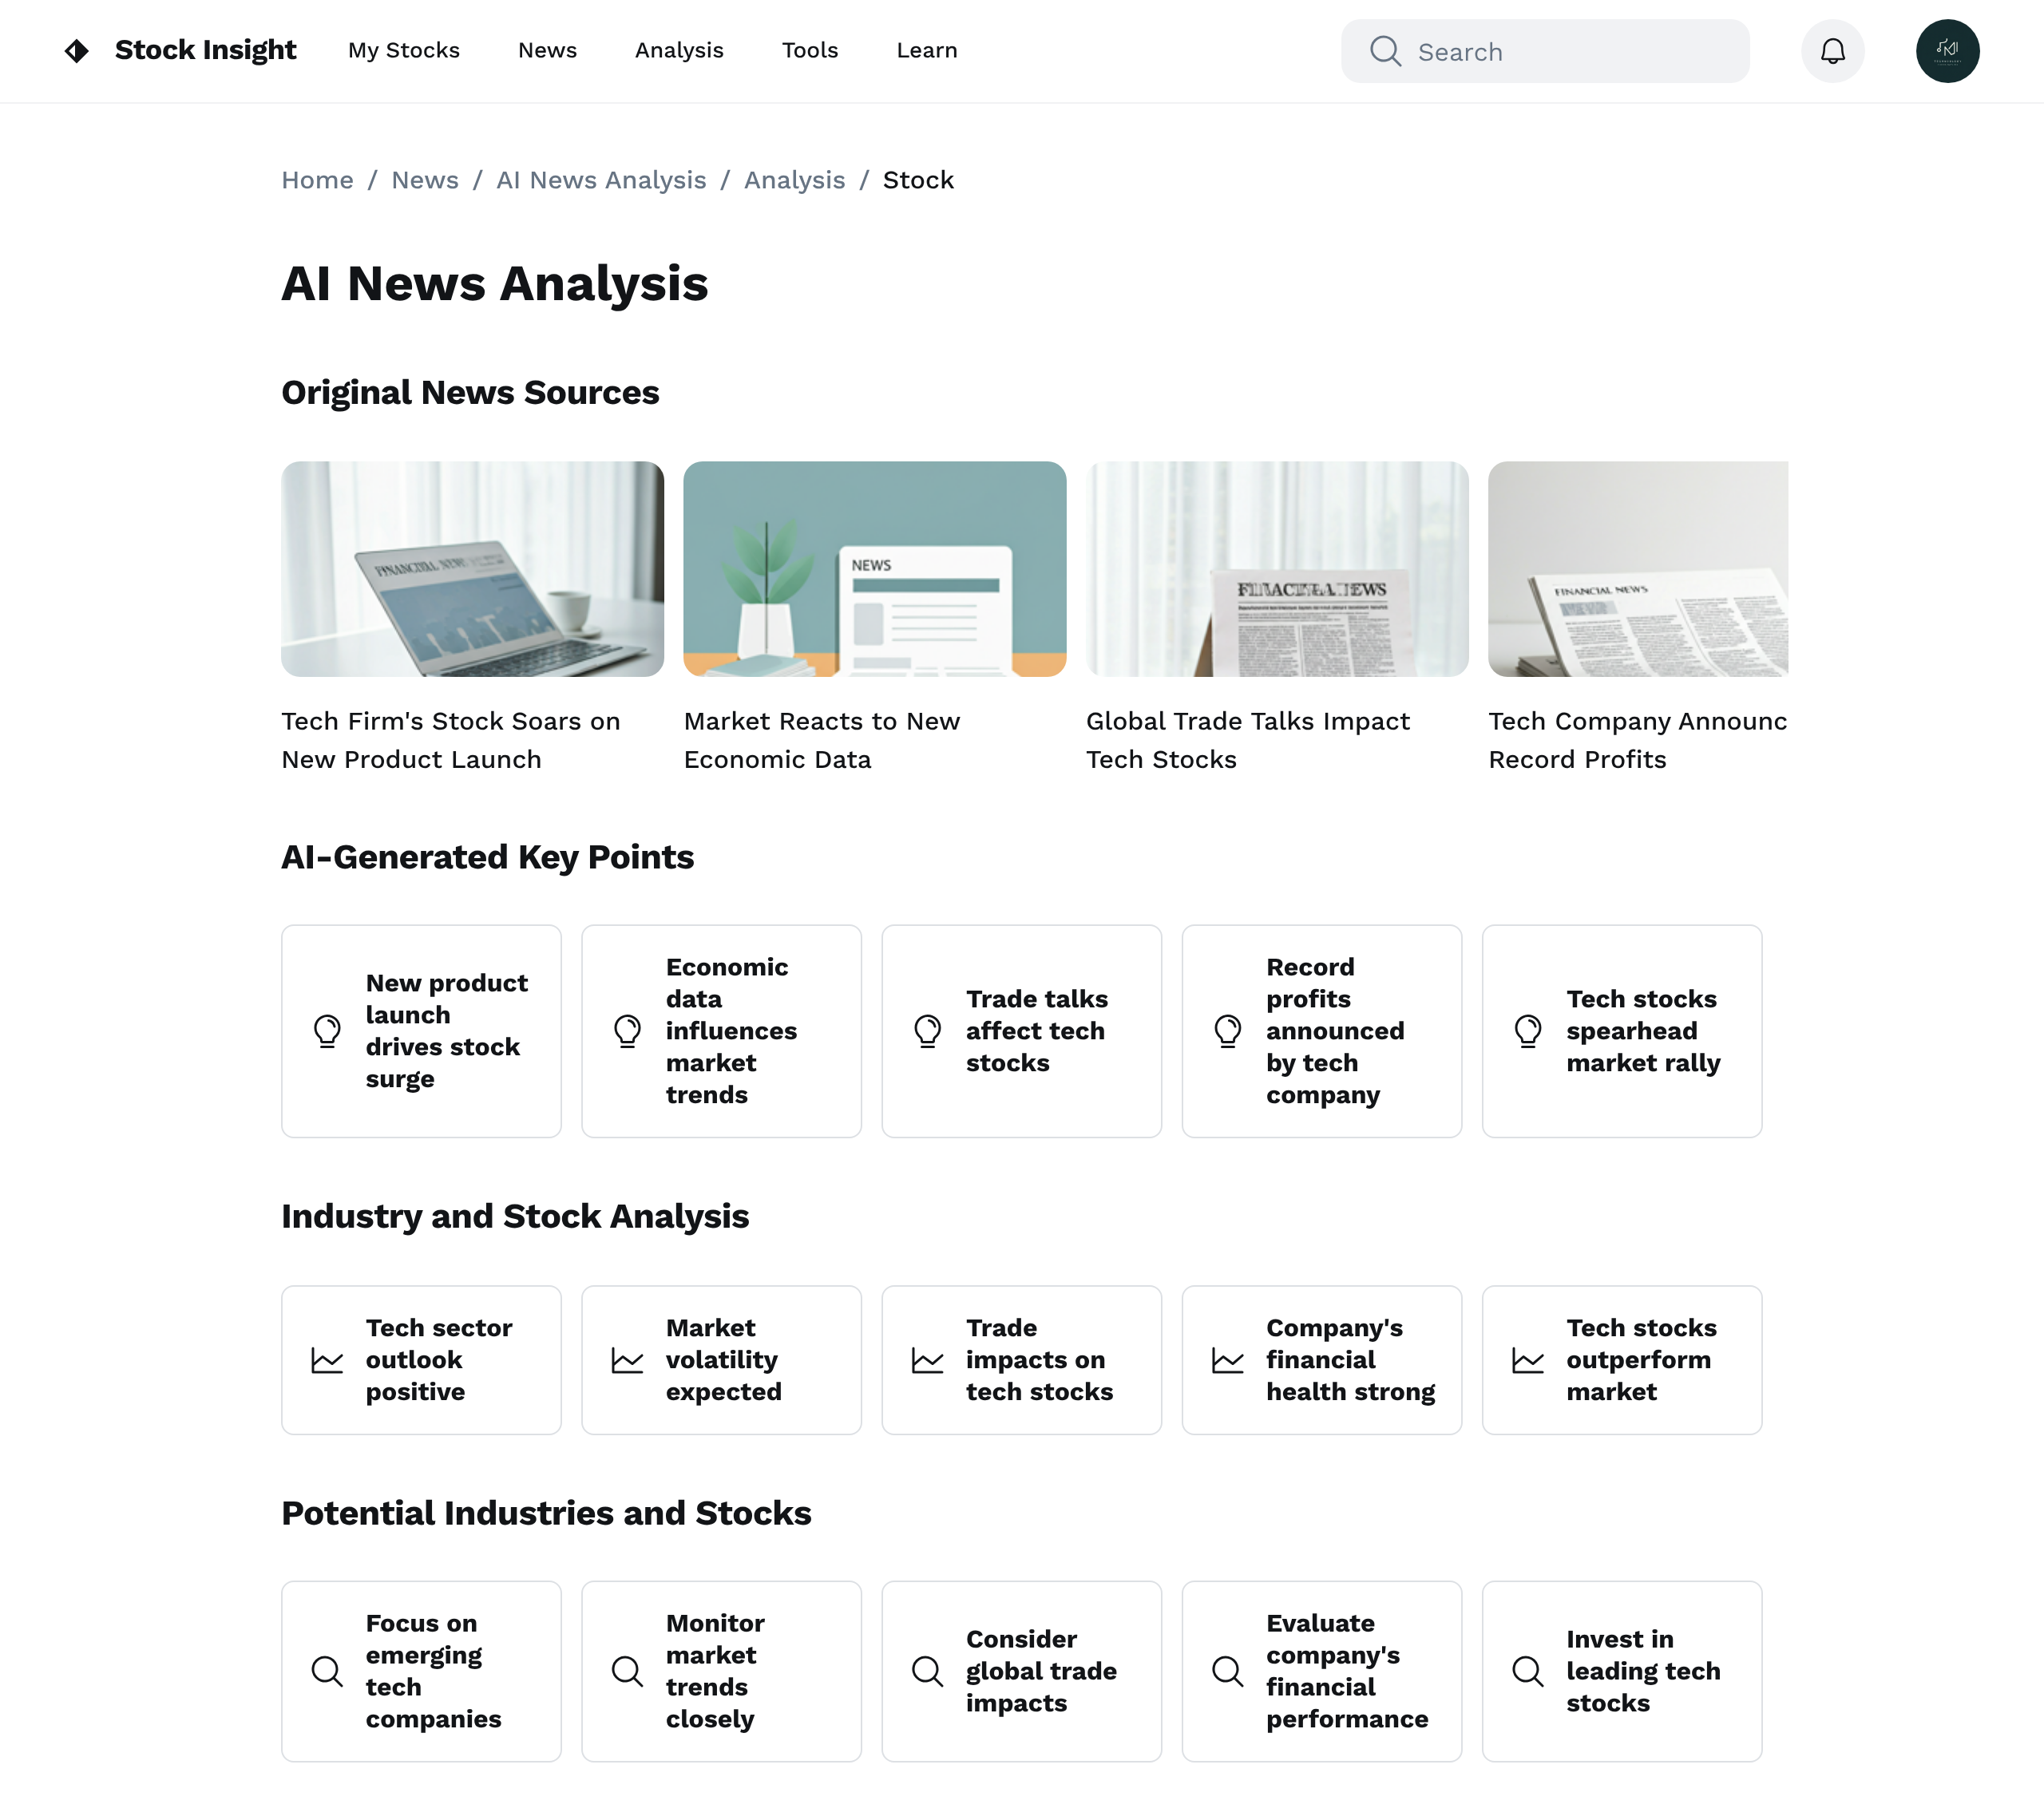 Stock Insight
My Stocks
News
Analysis
Tools
Learn
Search
Home / News / AI News Analysis / Analysis / Stock
AI News Analysis
Original News Sources
NEWS
FINANCIAL NEWS
Tech Firm's Stock Soars on
New Product Launch
Market Reacts to New
Economic Data
Global Trade Talks Impact
Tech Stocks
Tech Company Announc
Record Profits
AI-Generated Key Points
New product
launch
drives stock
surge
Economic
data
influences
market
trends
Trade talks
affect tech
stocks
Record
profits
announced
by tech
company
Tech stocks
spearhead
market rally
Industry and Stock Analysis
Tech sector
outlook
positive
Market
volatility
expected
Trade
impacts on
tech stocks
Company's
financial
health strong
Tech stocks
outperform
market
Potential Industries and Stocks
Focus on
emerging
tech
companies
Monitor
market
trends
closely
Consider
global trade
impacts
Evaluate
company's
financial
performance
Invest in
leading tech
stocks